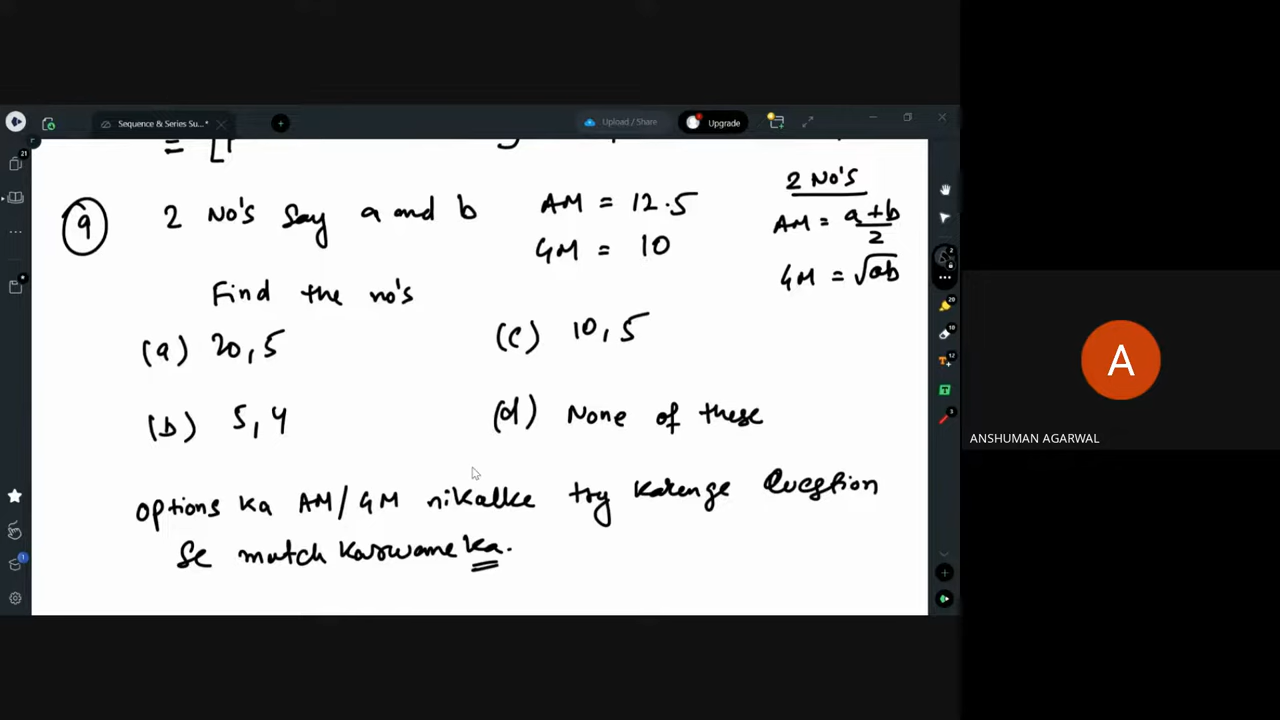 Sequence & Series Su...*
Upload / Share
Upgrade
9 2 No's Say a and b
AM = 12.5
GM = 10
2 No's
AM = a+b/2
GM = √ab
Find the no's
(a) 20,5
(c) 10,5
(b) 5,4
(d) None of these
options ka AM/GM nikalke try karenge Question
Se match karwane ka.
A
ANSHUMAN AGARWAL